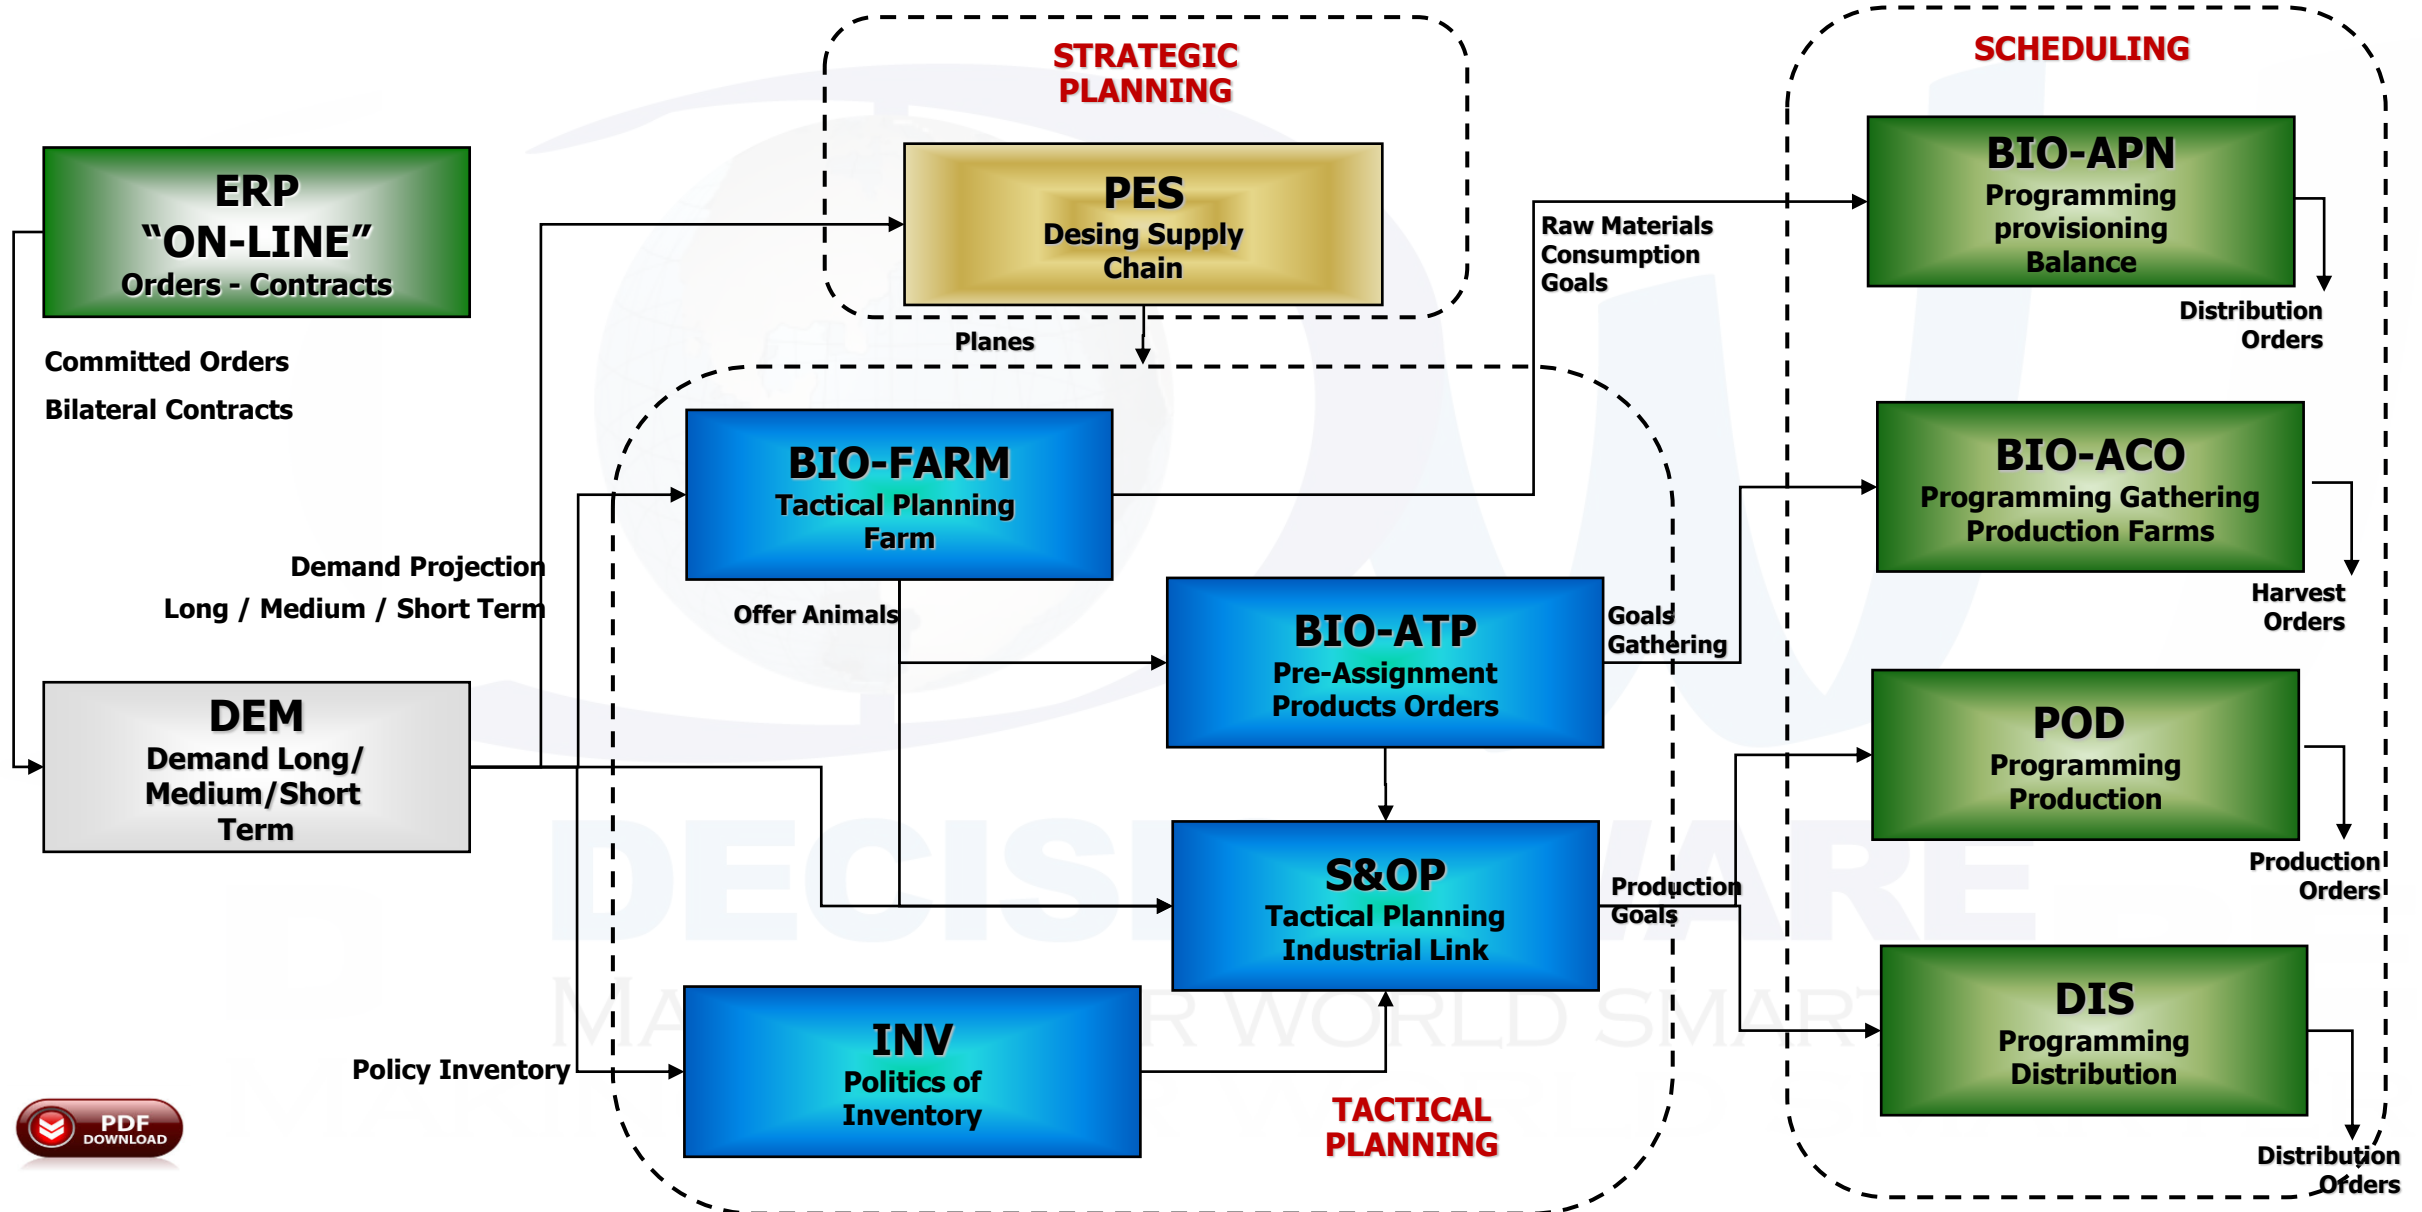 STRATEGIC
PLANNING
SCHEDULING
ERP
“ON-LINE”
Orders - Contracts
PES
Desing Supply
Chain
BIO-APN
Programming
provisioning
Balance
Raw Materials
Consumption
Goals
Distribution
Orders
Planes
Committed Orders
Bilateral Contracts
BIO-FARM
Tactical Planning
Farm
BIO-ACO
Programming Gathering
Production Farms
Demand Projection
Long / Medium / Short Term
Offer Animals
BIO-ATP
Pre-Assignment
Products Orders
Goals
Gathering
Harvest
Orders
DEM
Demand Long/
Medium/Short
Term
POD
Programming
Production
S&OP
Tactical Planning
Industrial Link
Production
Goals
Production
Orders
INV
Politics of
Inventory
Policy Inventory
DIS
Programming
Distribution
TACTICAL
PLANNING
Distribution
Orders
PDF
DOWNLOAD